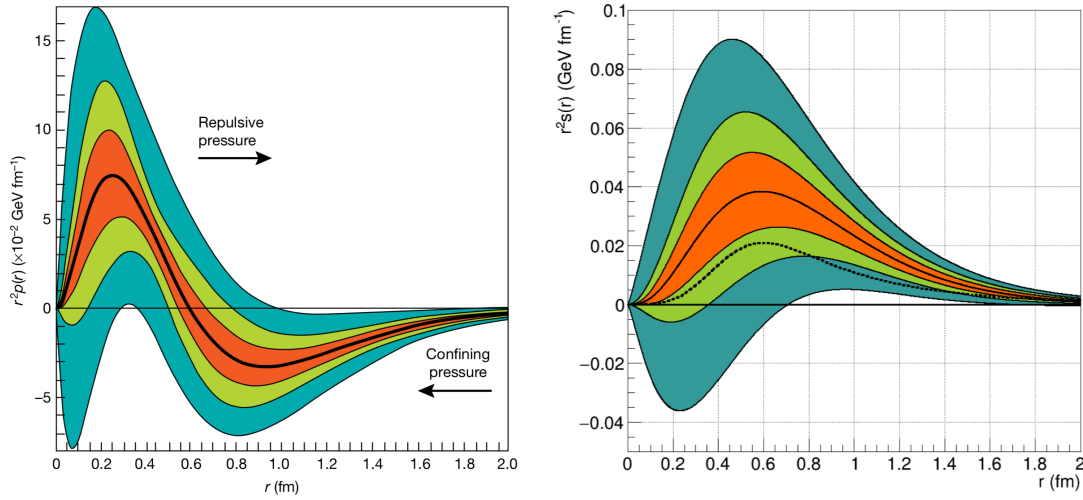 r²p(r) (×10⁻² GeV fm⁻¹)
15
10
5
0
−5
Repulsive
pressure
Confining
pressure
0 0.2 0.4 0.6 0.8 1.0 1.2 1.4 1.6 1.8 2.0
r (fm)
r²s(r) (GeV fm⁻¹)
0.1
0.08
0.06
0.04
0.02
0
−0.02
−0.04
0 0.2 0.4 0.6 0.8 1 1.2 1.4 1.6 1.8 2
r (fm)